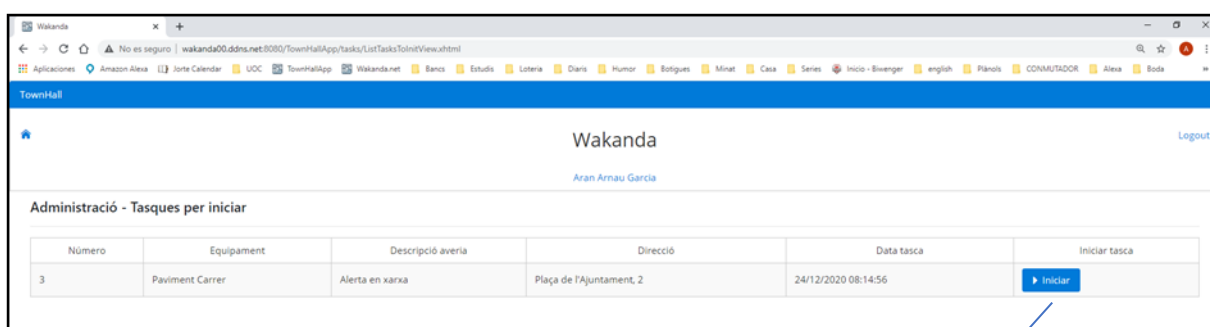 Wakanda
No es seguro | wakanda00.ddns.net:8080/TownHallApp/tasks/ListTasksToInitView.xhtml
Aplicaciones Amazon Alexa Jorte Calendar UOC TownHallApp Wakanda.net Bancs Estudis Loteria Diaris Humor Botigues Minat Casa Series Inicio - Biwenger english Plànols CONMUTADOR Alexa Boda
TownHall
Wakanda
Logout
Aran Arnau Garcia
Administració - Tasques per iniciar
Número Equipament Descripció averia Direcció Data tasca Iniciar tasca
3 Paviment Carrer Alerta en xarxa Plaça de l'Ajuntament, 2 24/12/2020 08:14:56 Iniciar